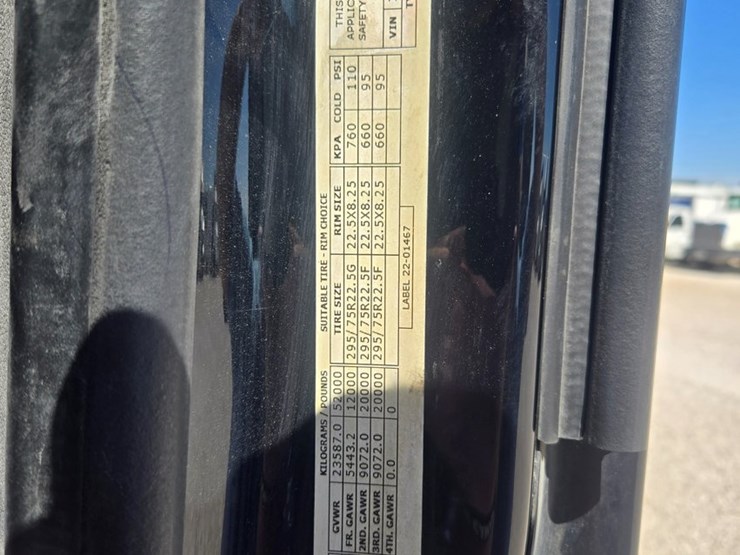 KILOGRAMS / POUNDS SUITABLE TIRE - RIM CHOICE THIS
TIRE SIZE RIM SIZE KPA COLD PSI APPLIC
GVWR 23587.0 52000 SAFETY
FR. GAWR 5443.2 12000 295/75R22.5G 22.5X8.25 760 110
2ND. GAWR 9072.0 20000 295/75R22.5F 22.5X8.25 660 95
3RD. GAWR 9072.0 20000 295/75R22.5F 22.5X8.25 660 95
4TH. GAWR 0.0 0
VIN
LABEL 22-01467